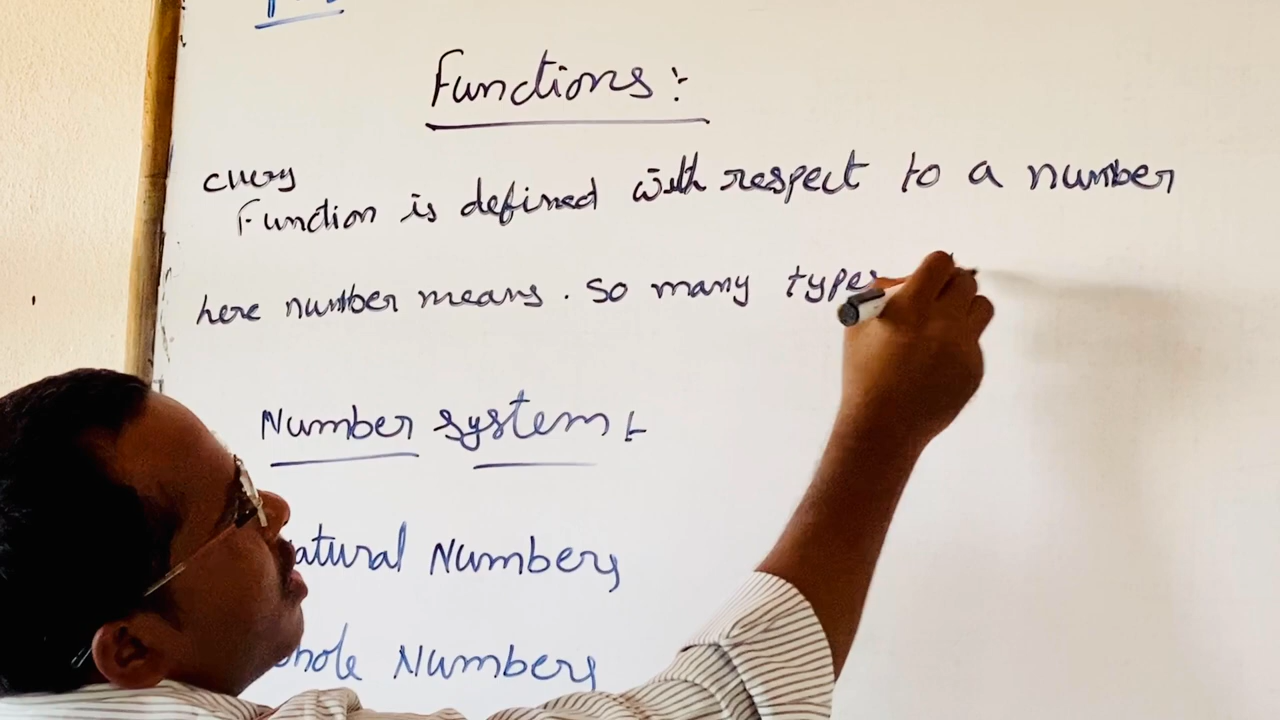 Functions :-
every
Function is defined with respect to a number
here number means . so many types
Number system :-
atural Numbers
hole Numbers